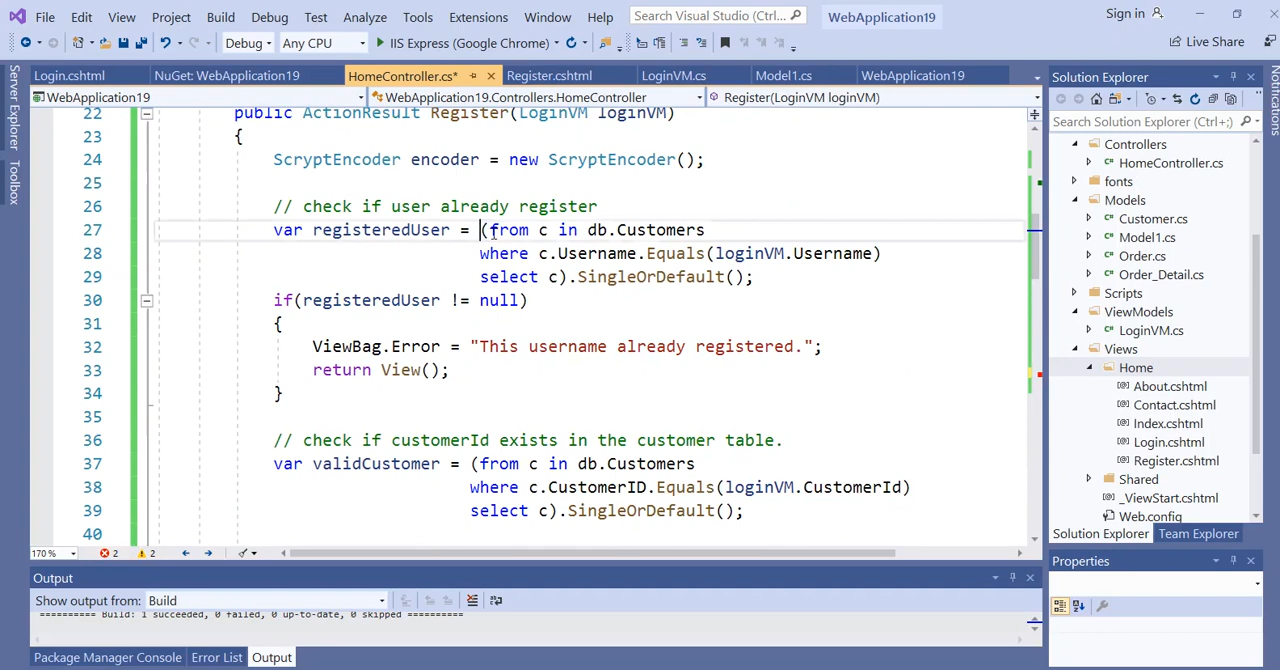 File Edit View Project Build Debug Test Analyze Tools Extensions Window Help Search Visual Studio (Ctrl... WebApplication19 Sign in
Debug Any CPU IIS Express (Google Chrome) Live Share
Server Explorer
Toolbox
Notifications
Login.cshtml NuGet: WebApplication19 HomeController.cs* Register.cshtml LoginVM.cs Model1.cs WebApplication19
WebApplication19 WebApplication19.Controllers.HomeController Register(LoginVM loginVM)
22 public ActionResult Register(LoginVM loginVM)
23 {
24 ScryptEncoder encoder = new ScryptEncoder();
25
26 // check if user already register
27 var registeredUser = (from c in db.Customers
28 where c.Username.Equals(loginVM.Username)
29 select c).SingleOrDefault();
30 if(registeredUser != null)
31 {
32 ViewBag.Error = "This username already registered.";
33 return View();
34 }
35
36 // check if customerId exists in the customer table.
37 var validCustomer = (from c in db.Customers
38 where c.CustomerID.Equals(loginVM.CustomerId)
39 select c).SingleOrDefault();
40
170 % 2 2
Output
Show output from: Build
========== Build: 1 succeeded, 0 failed, 0 up-to-date, 0 skipped ==========
Package Manager Console Error List Output
Solution Explorer
Search Solution Explorer (Ctrl+;)
Controllers
HomeController.cs
fonts
Models
Customer.cs
Model1.cs
Order.cs
Order_Detail.cs
Scripts
ViewModels
LoginVM.cs
Views
Home
About.cshtml
Contact.cshtml
Index.cshtml
Login.cshtml
Register.cshtml
Shared
_ViewStart.cshtml
Web.config
Solution Explorer Team Explorer
Properties